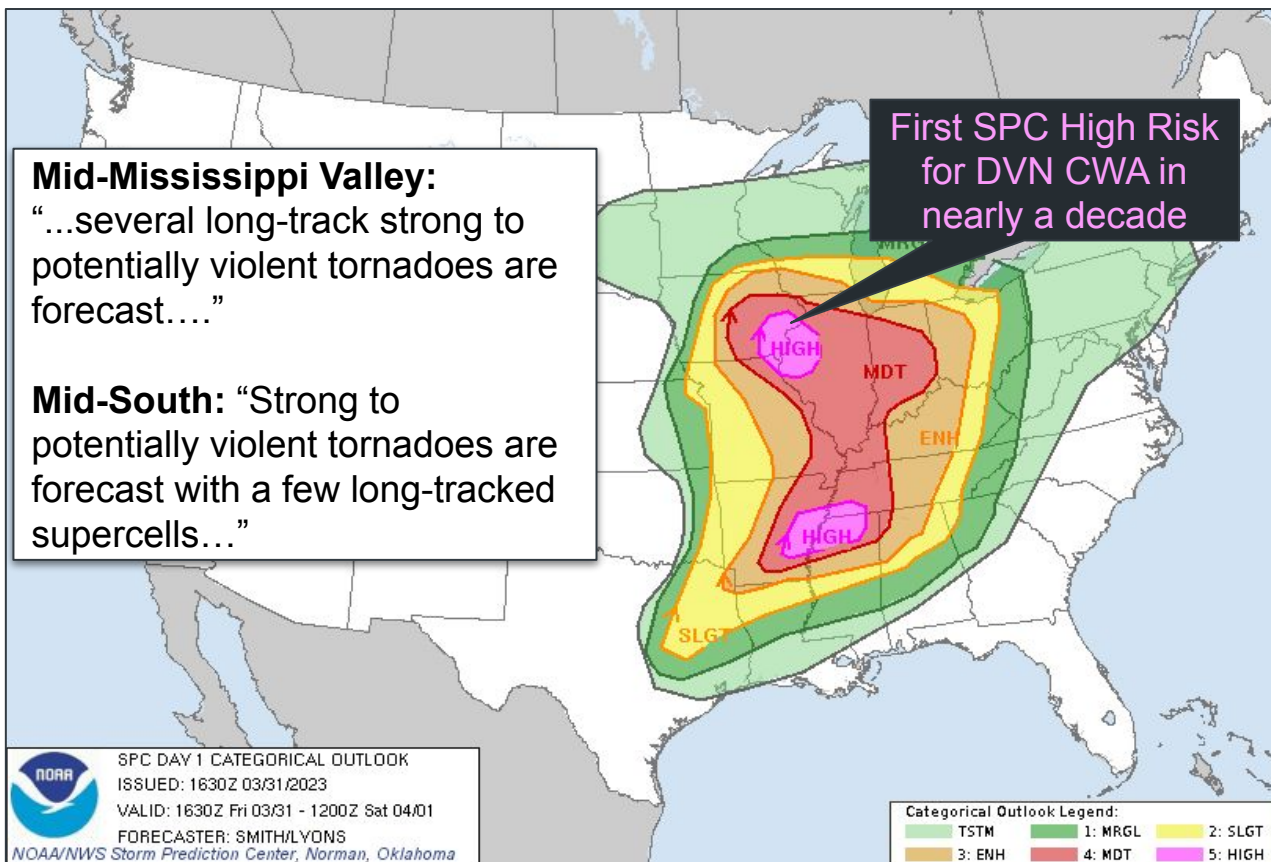 First SPC High Risk
for DVN CWA in
nearly a decade
Mid-Mississippi Valley:
“...several long-track strong to
potentially violent tornadoes are
forecast….”
Mid-South: “Strong to
potentially violent tornadoes are
forecast with a few long-tracked
supercells…”
HIGH
MDT
ENH
HIGH
SLGT
NOAA
SPC DAY 1 CATEGORICAL OUTLOOK
ISSUED: 1630Z 03/31/2023
VALID: 1630Z Fri 03/31 - 1200Z Sat 04/01
FORECASTER: SMITH/LYONS
NOAA/NWS Storm Prediction Center, Norman, Oklahoma
Categorical Outlook Legend:
TSTM 1: MRGL 2: SLGT
3: ENH 4: MDT 5: HIGH